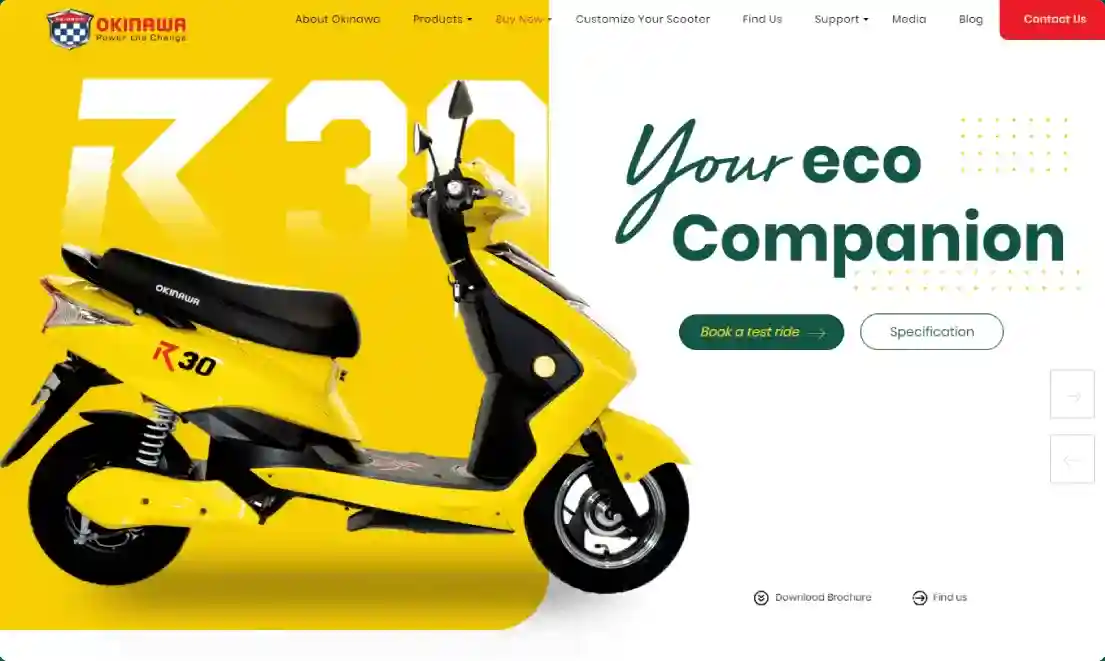 OKINAWA
Power the Change
About Okinawa
Products
Buy Now
Customize Your Scooter
Find Us
Support
Media
Blog
Contact Us
R30
Your eco
Companion
OKINAWA
R30
Book a test ride
Specification
Download Brochure
Find us